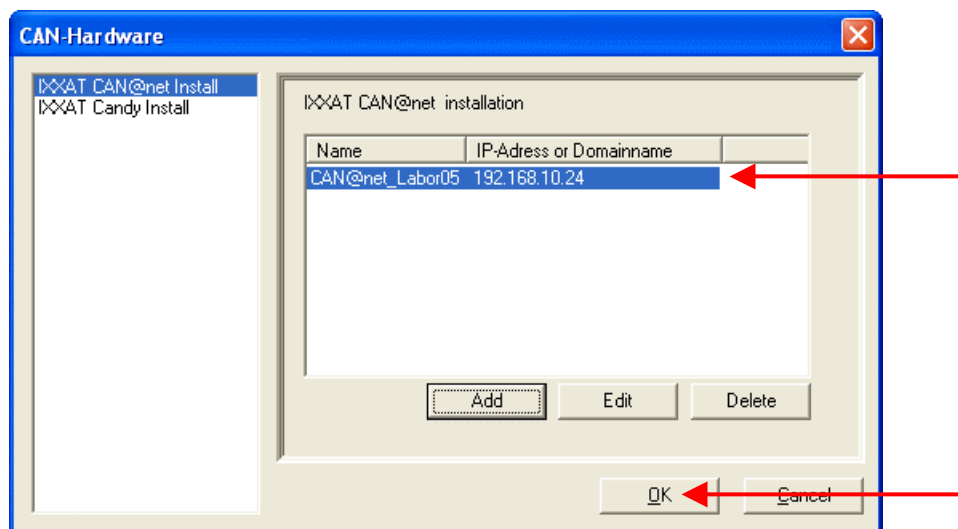 CAN-Hardware
IXXAT CAN@net Install
IXXAT Candy Install
IXXAT CAN@net installation
Name IP-Adress or Domainname
CAN@net_Labor05 192.168.10.24
Add Edit Delete
OK Cancel